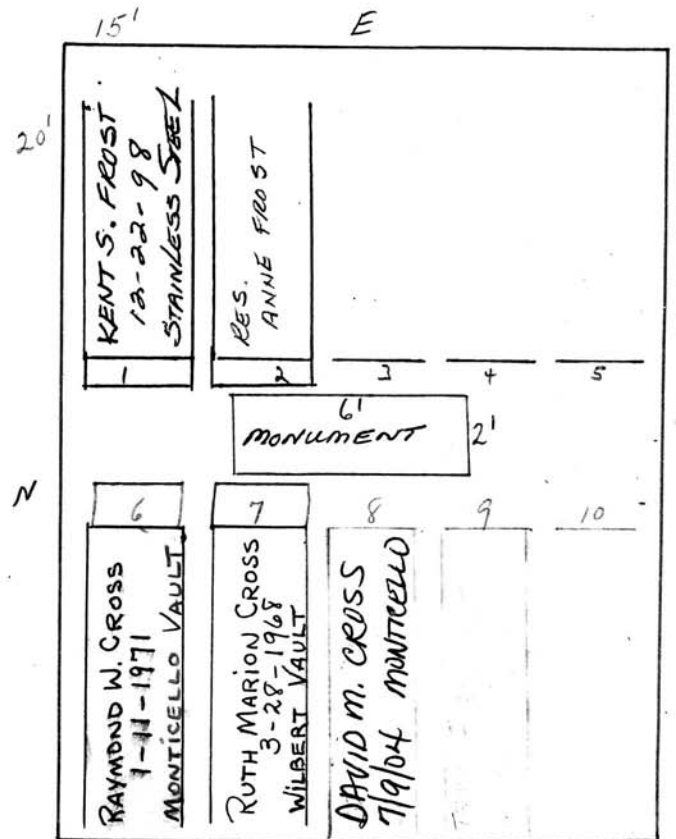 15'
E
20'
KENT S. FROST
12-22-98
STAINLESS STEEL
RES.
ANNE FROST
1
2
3
4
5
6'
MONUMENT
2'
N
6
7
8
9
10
RAYMOND W. CROSS
1-11-1971
MONTICELLO VAULT
RUTH MARION CROSS
3-28-1968
WILBERT VAULT
DAVID M. CROSS
7/9/04 MONTICELLO